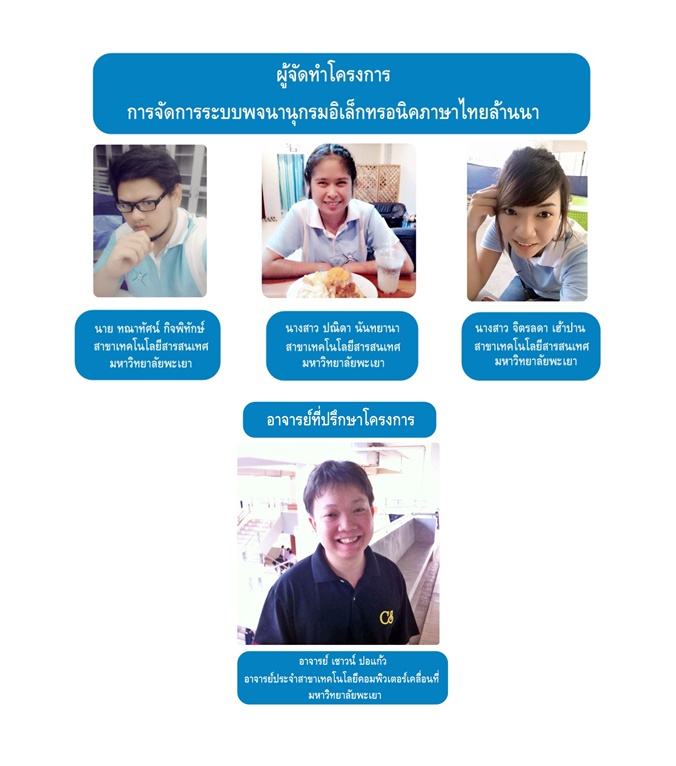 ผู้จัดทำโครงการ
การจัดการระบบพจนานุกรมอิเล็กทรอนิคภาษาไทยล้านนา
นาย ทณาทัศน์ กิจพิทักษ์
สาขาเทคโนโลยีสารสนเทศ
มหาวิทยาลัยพะเยา
นางสาว ปณิดา นันทยานา
สาขาเทคโนโลยีสารสนเทศ
มหาวิทยาลัยพะเยา
นางสาว จิตรลดา เฮ้าปาน
สาขาเทคโนโลยีสารสนเทศ
มหาวิทยาลัยพะเยา
อาจารย์ที่ปรึกษาโครงการ
CS
อาจารย์ เชาวน์ ปอแก้ว
อาจารย์ประจำสาขาเทคโนโลยีคอมพิวเตอร์เคลื่อนที่
มหาวิทยาลัยพะเยา